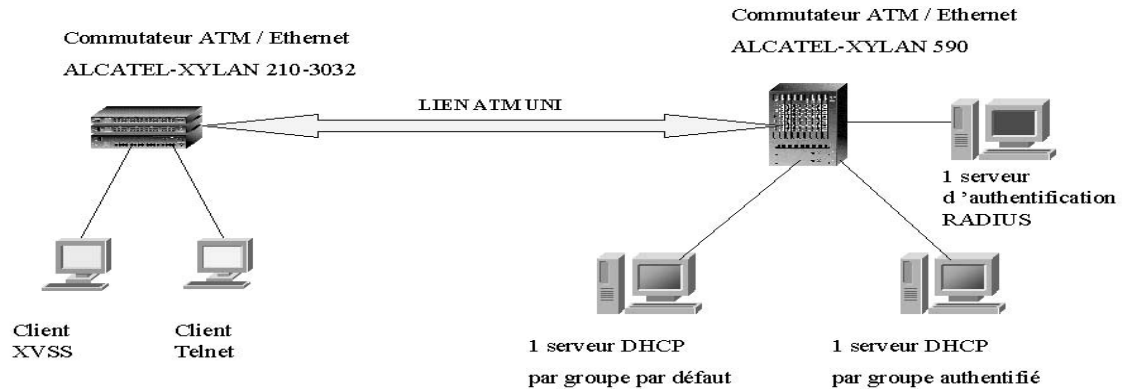 Commutateur ATM / Ethernet
ALCATEL-XYLAN 210-3032
Commutateur ATM / Ethernet
ALCATEL-XYLAN 590
LIEN ATM UNI
1 serveur
d ’authentification
RADIUS
Client
XVSS
Client
Telnet
1 serveur DHCP
par groupe par défaut
1 serveur DHCP
par groupe authentifié